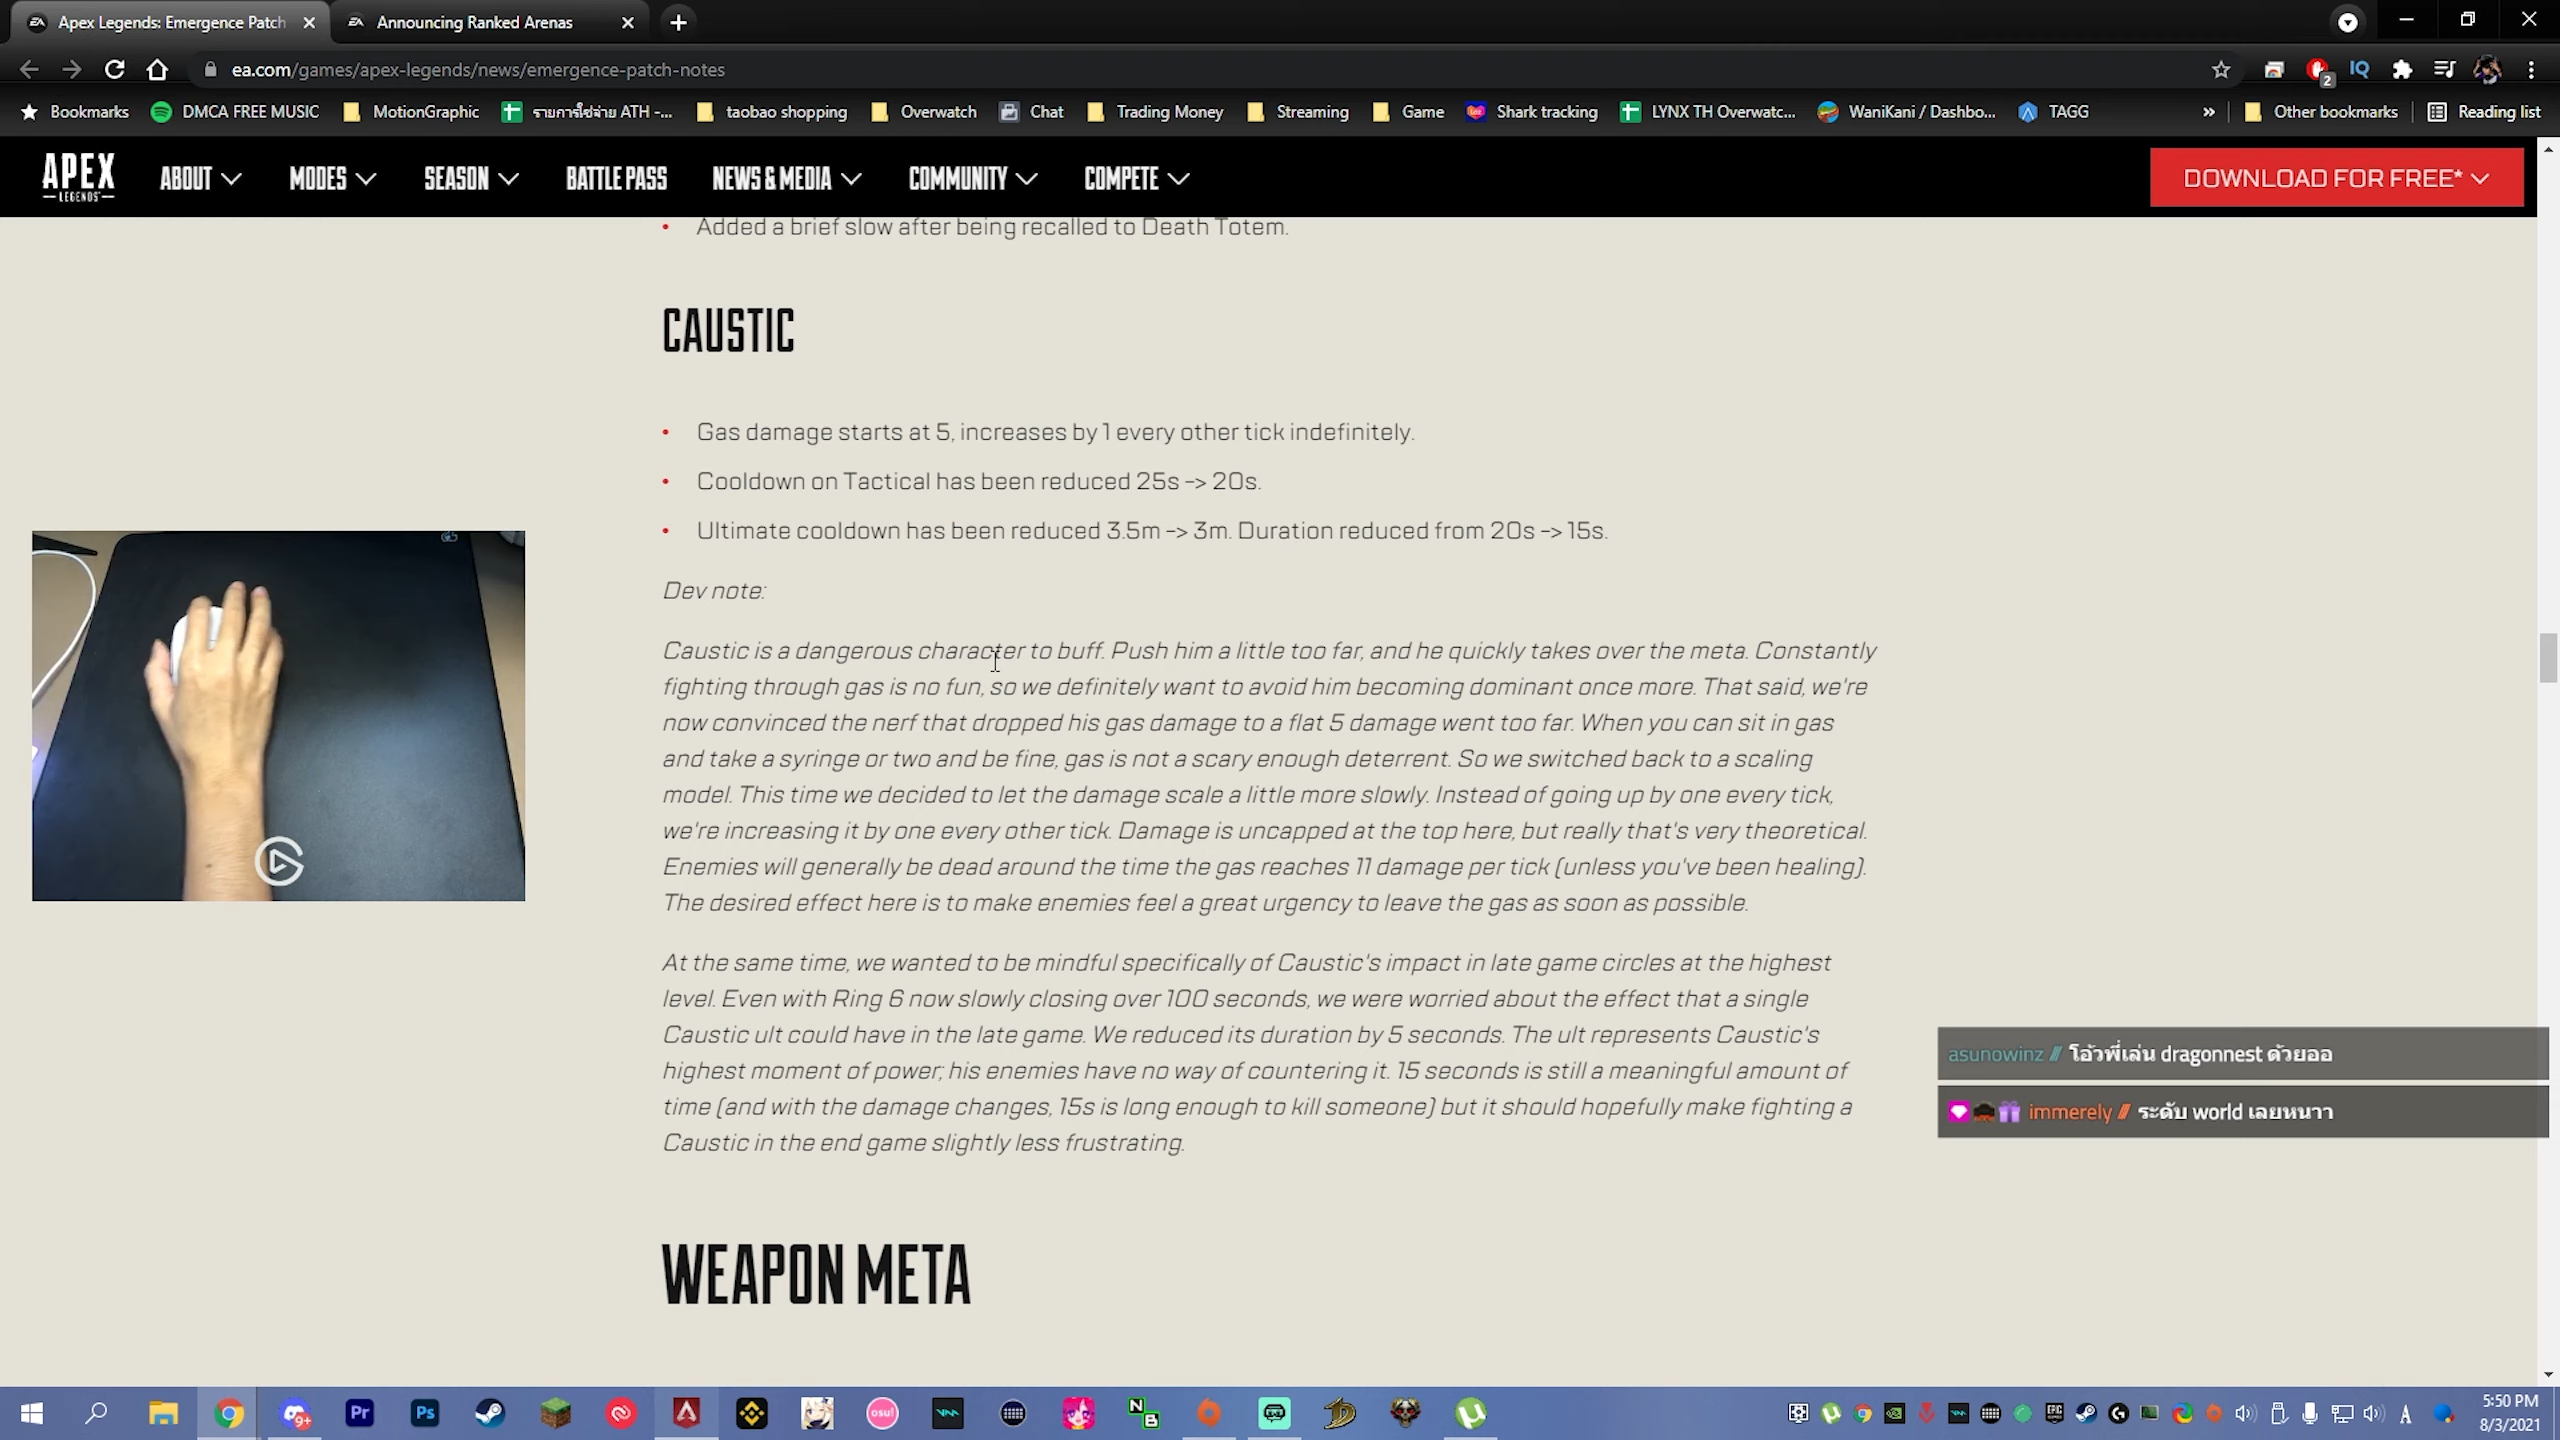 Apex Legends: Emergence Patch
Announcing Ranked Arenas
ea.com/games/apex-legends/news/emergence-patch-notes
2
IQ
Bookmarks
DMCA FREE MUSIC
MotionGraphic
รายการใช่จ่าย ATH -...
taobao shopping
Overwatch
Chat
Trading Money
Streaming
Game
Shark tracking
LYNX TH Overwatc...
WaniKani / Dashbo...
TAGG
»
Other bookmarks
Reading list
APEX
LEGENDS
ABOUT
MODES
SEASON
BATTLE PASS
NEWS & MEDIA
COMMUNITY
COMPETE
DOWNLOAD FOR FREE*
• Added a brief slow after being recalled to Death Totem.
CAUSTIC
• Gas damage starts at 5, increases by 1 every other tick indefinitely.
• Cooldown on Tactical has been reduced 25s -> 20s.
• Ultimate cooldown has been reduced 3.5m -> 3m. Duration reduced from 20s -> 15s.
Dev note:
Caustic is a dangerous character to buff. Push him a little too far, and he quickly takes over the meta. Constantly
fighting through gas is no fun, so we definitely want to avoid him becoming dominant once more. That said, we're
now convinced the nerf that dropped his gas damage to a flat 5 damage went too far. When you can sit in gas
and take a syringe or two and be fine, gas is not a scary enough deterrent. So we switched back to a scaling
model. This time we decided to let the damage scale a little more slowly. Instead of going up by one every tick,
we're increasing it by one every other tick. Damage is uncapped at the top here, but really that's very theoretical.
Enemies will generally be dead around the time the gas reaches 11 damage per tick (unless you've been healing).
The desired effect here is to make enemies feel a great urgency to leave the gas as soon as possible.
At the same time, we wanted to be mindful specifically of Caustic's impact in late game circles at the highest
level. Even with Ring 6 now slowly closing over 100 seconds, we were worried about the effect that a single
Caustic ult could have in the late game. We reduced its duration by 5 seconds. The ult represents Caustic's
highest moment of power; his enemies have no way of countering it. 15 seconds is still a meaningful amount of
time (and with the damage changes, 15s is long enough to kill someone) but it should hopefully make fighting a
Caustic in the end game slightly less frustrating.
asunowinz // โอ้วพี่เล่น dragonnest ด้วยออ
immerely // ระดับ world เลยหนาว
WEAPON META
9+
Pr
Ps
osu!
N
B
EPIC
A
5:50 PM
8/3/2021